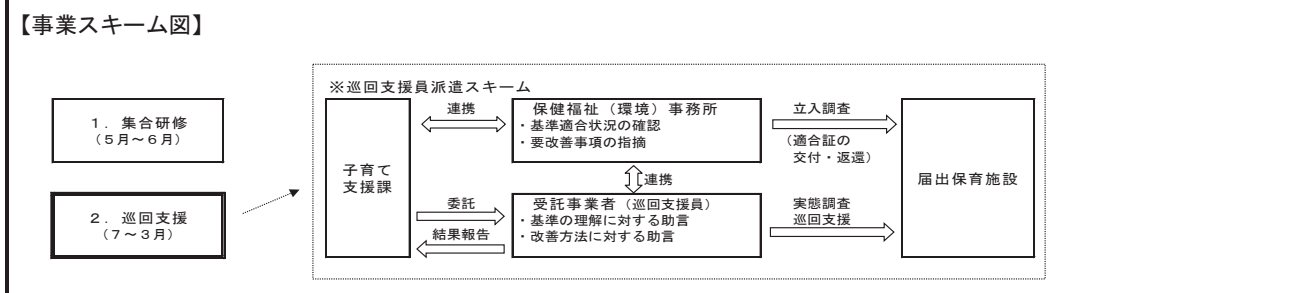 【事業スキーム図】
※巡回支援員派遣スキーム
1．集合研修
（5月～6月）
2．巡回支援
（7～3月）
子育て
支援課
連携
保健福祉（環境）事務所
・基準適合状況の確認
・要改善事項の指摘
立入調査
（適合証の
交付・返還）
連携
委託
結果報告
受託事業者（巡回支援員）
・基準の理解に対する助言
・改善方法に対する助言
実態調査
巡回支援
届出保育施設